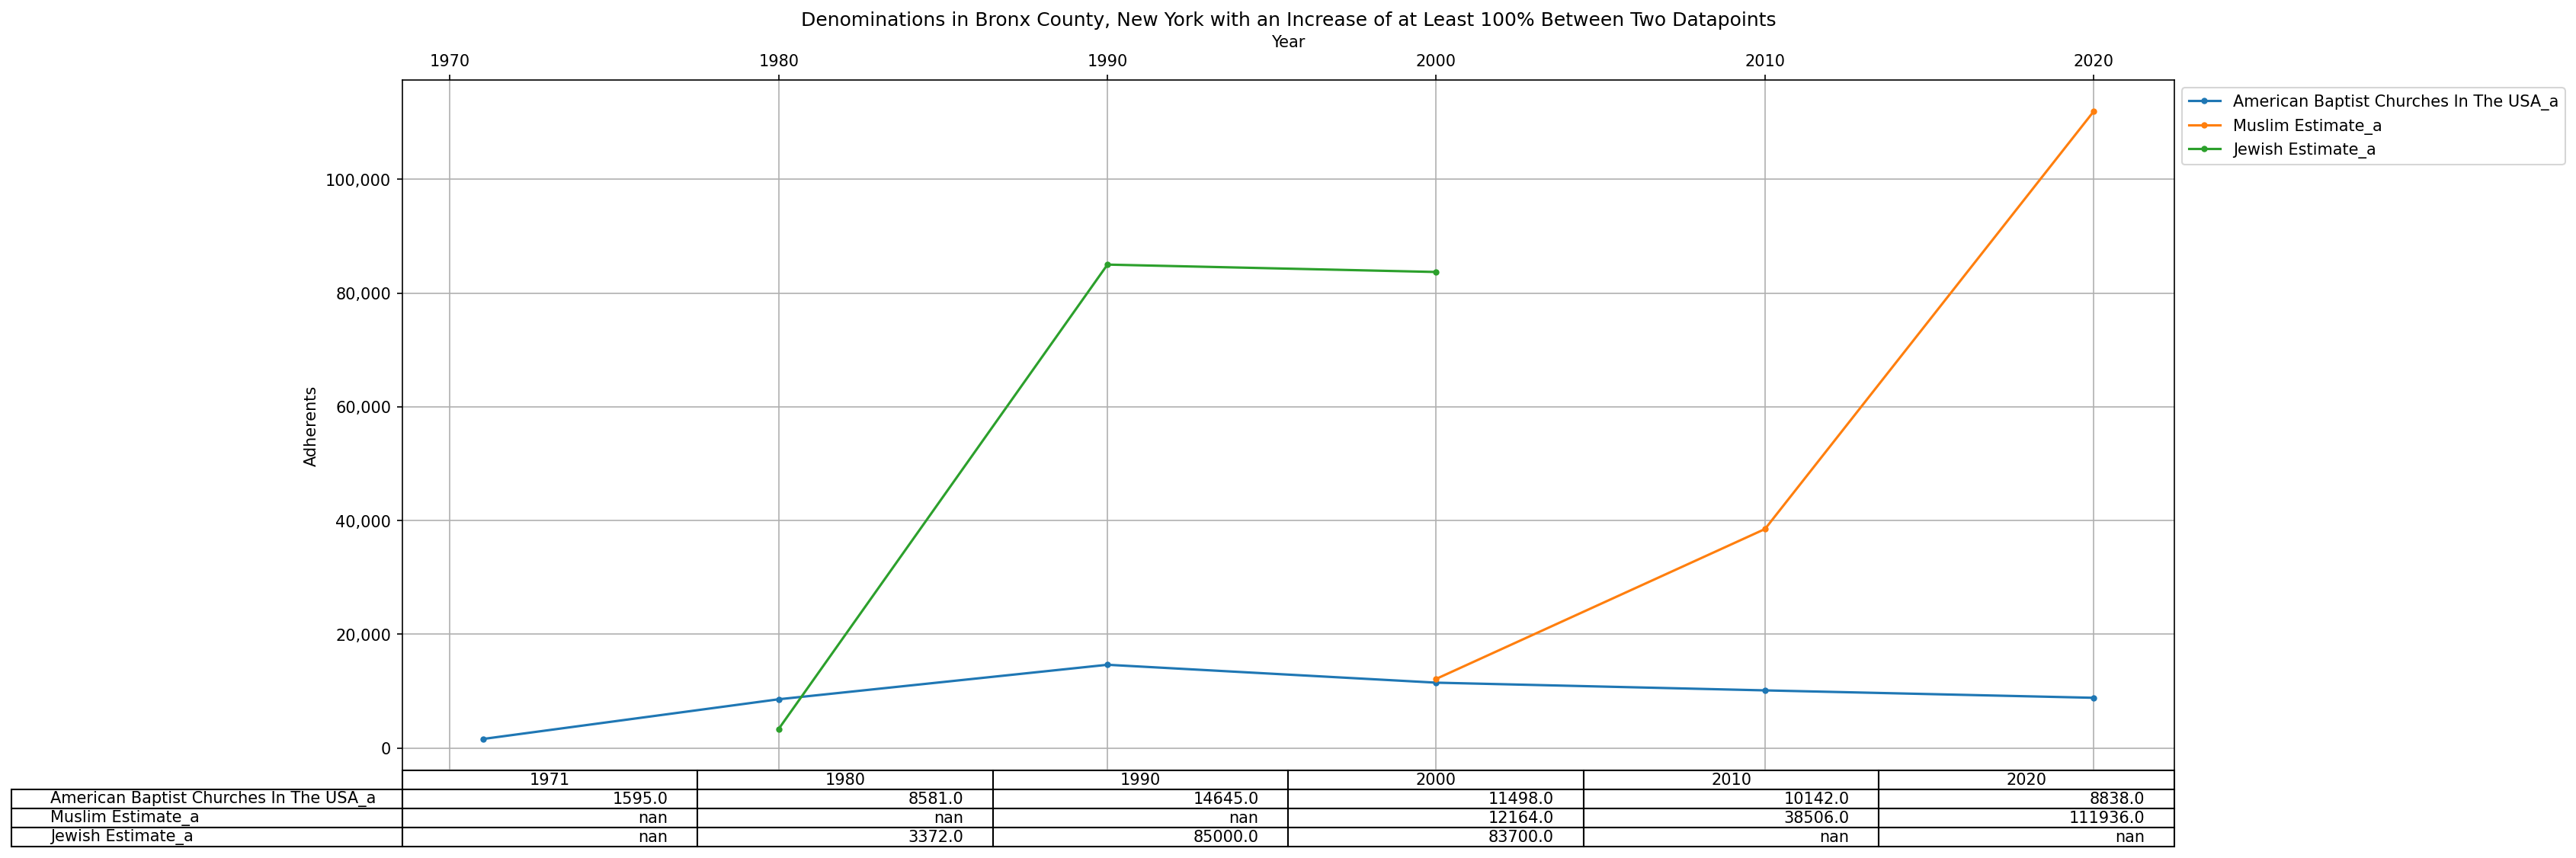 Denominations in Bronx County, New York with an Increase of at Least 100% Between Two Datapoints
Year
1970 1980 1990 2000 2010 2020
American Baptist Churches In The USA_a
Muslim Estimate_a
Jewish Estimate_a
100,000
80,000
60,000
40,000
20,000
0
Adherents
1971 1980 1990 2000 2010 2020
American Baptist Churches In The USA_a 1595.0 8581.0 14645.0 11498.0 10142.0 8838.0
Muslim Estimate_a nan nan nan 12164.0 38506.0 111936.0
Jewish Estimate_a nan 3372.0 85000.0 83700.0 nan nan